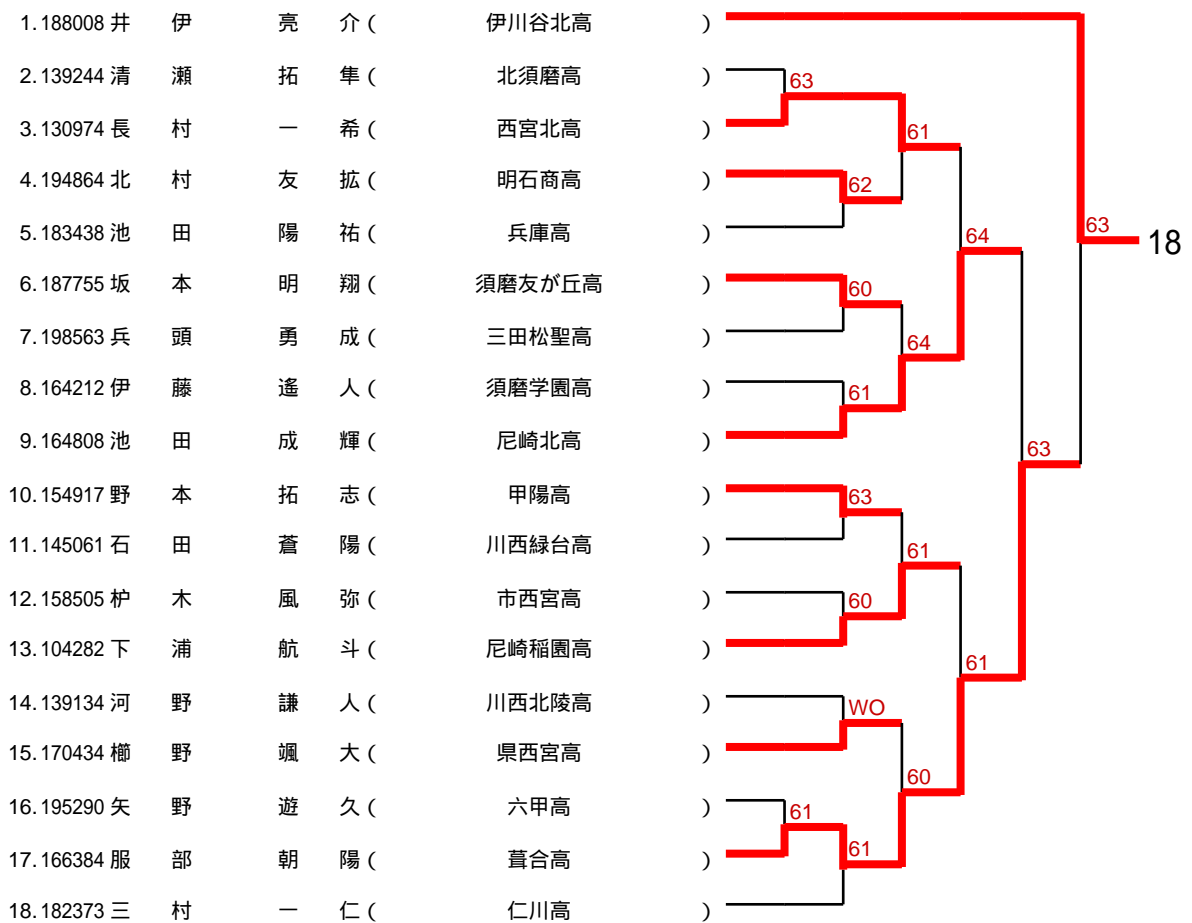 1.188008 井 伊 亮 介 ( 伊川谷北高 )
2.139244 清 瀬 拓 隼 ( 北須磨高 )
63
3.130974 長 村 一 希 ( 西宮北高 )
61
4.194864 北 村 友 拡 ( 明石商高 )
62
5.183438 池 田 陽 祐 ( 兵庫高 )
63
64
18
6.187755 坂 本 明 翔 ( 須磨友が丘高 )
60
7.198563 兵 頭 勇 成 ( 三田松聖高 )
64
8.164212 伊 藤 遙 人 ( 須磨学園高 )
61
9.164808 池 田 成 輝 ( 尼崎北高 )
63
10.154917 野 本 拓 志 ( 甲陽高 )
63
11.145061 石 田 蒼 陽 ( 川西緑台高 )
61
12.158505 枦 木 風 弥 ( 市西宮高 )
60
13.104282 下 浦 航 斗 ( 尼崎稲園高 )
61
14.139134 河 野 謙 人 ( 川西北陵高 )
WO
15.170434 櫛 野 颯 大 ( 県西宮高 )
60
16.195290 矢 野 遊 久 ( 六甲高 )
61
17.166384 服 部 朝 陽 ( 葺合高 )
61
18.182373 三 村 一 仁 ( 仁川高 )